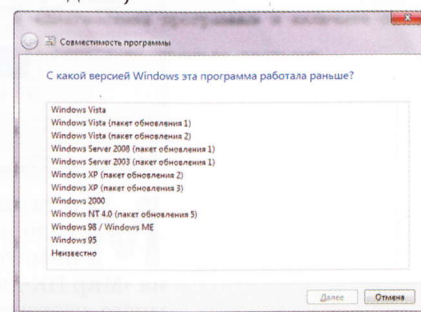 Совместимость программы
С какой версией Windows эта программа работала раньше?
Windows Vista
Windows Vista (пакет обновления 1)
Windows Vista (пакет обновления 2)
Windows Server 2008 (пакет обновления 1)
Windows Server 2003 (пакет обновления 1)
Windows XP (пакет обновления 2)
Windows XP (пакет обновления 3)
Windows 2000
Windows NT 4.0 (пакет обновления 5)
Windows 98 / Windows ME
Windows 95
Неизвестно
Далее
Отмена